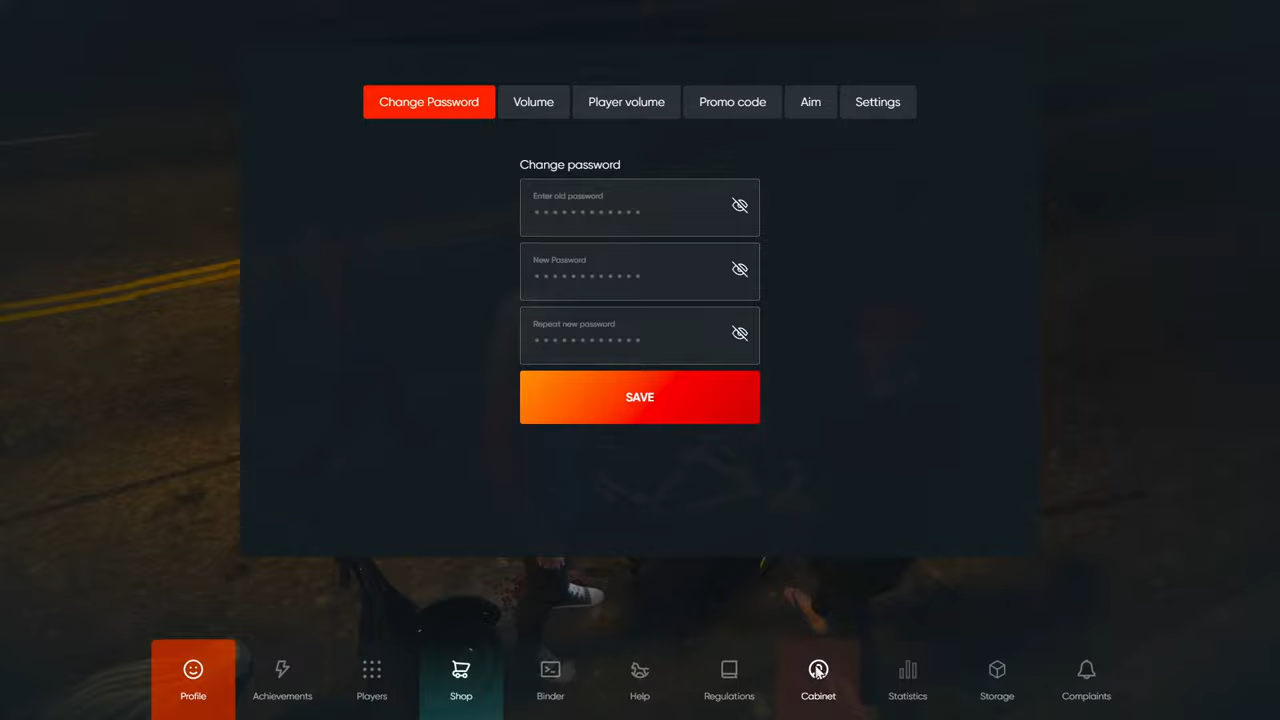 Change Password Volume Player volume Promo code Aim Settings
Change password
Enter old password
New Password
Repeat new password
SAVE
Profile Achievements Players Shop Binder Help Regulations Cabinet Statistics Storage Complaints